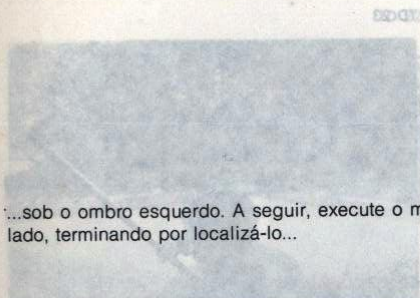 ...sob o ombro esquerdo. A seguir, execute o
lado, terminando por localizá-lo...